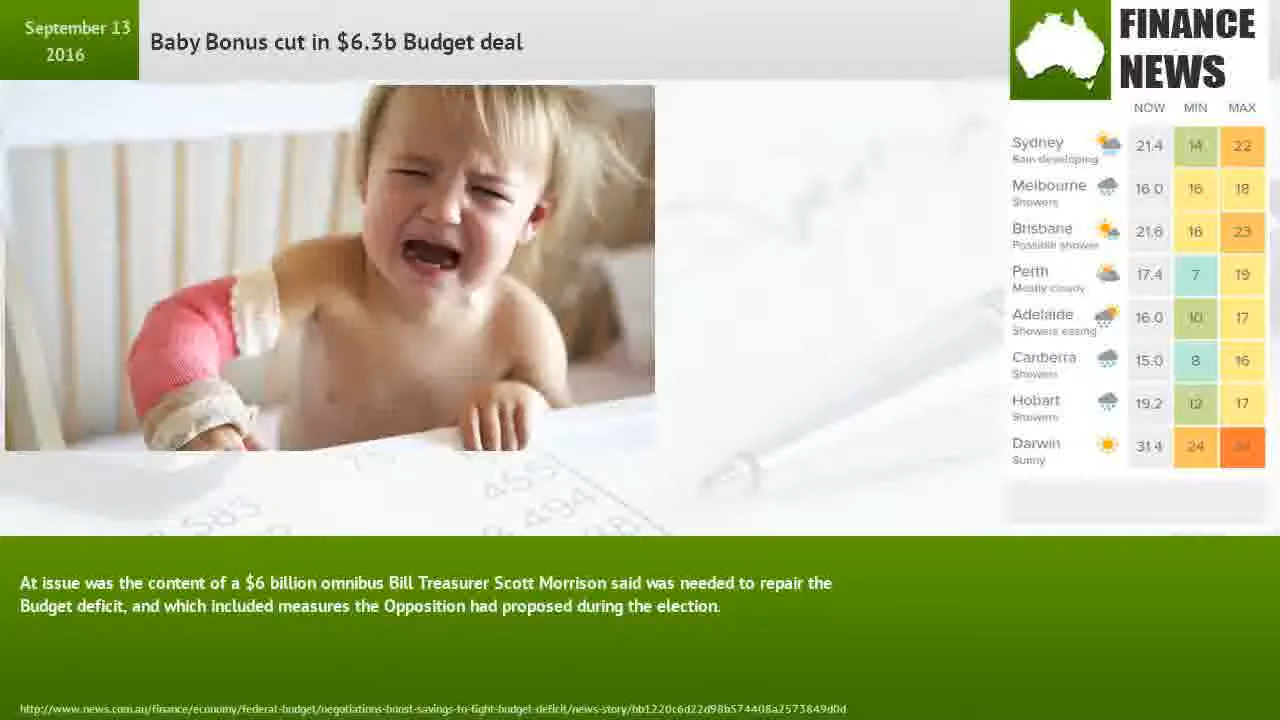 September 13
2016
Baby Bonus cut in $6.3b Budget deal
FINANCE
NEWS
NOW MIN MAX
Sydney 21.4 14 22
Rain developing
Melbourne 16.0 16 18
Showers
Brisbane 21.6 16 23
Possible shower
Perth 17.4 7 19
Mostly cloudy
Adelaide 16.0 10 17
Showers easing
Canberra 15.0 8 16
Showers
Hobart 19.2 12 17
Showers
Darwin 31.4 24
Sunny
455
583
494
At issue was the content of a $6 billion omnibus Bill Treasurer Scott Morrison said was needed to repair the
Budget deficit, and which included measures the Opposition had proposed during the election.
http://www.news.com.au/finance/economy/federal-budget/negotiations-boost-savings-to-fight-budget-deficit/news-story/bb1220c6d22d98b574408a2573849d0d